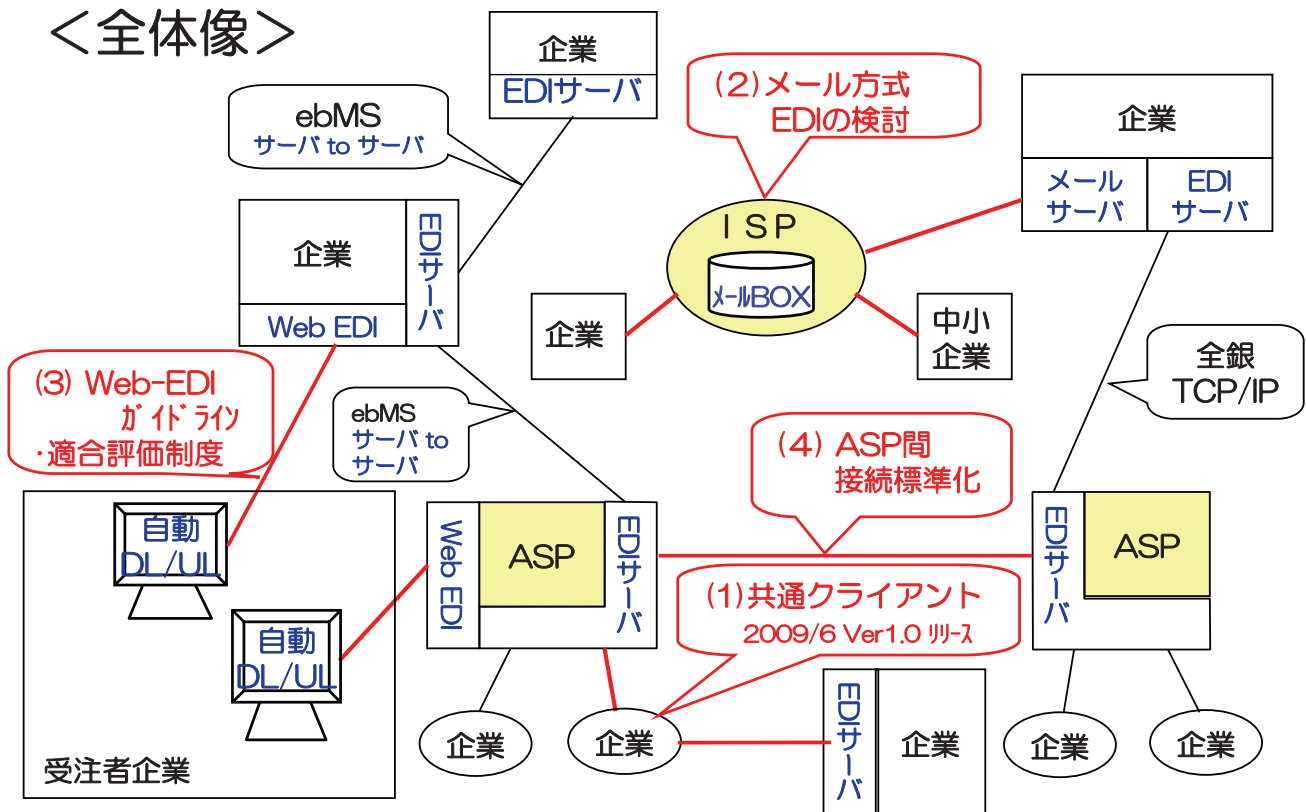 ＜全体像＞
企業
EDIサーバ
ebMS
サーバ to サーバ
(2)メール方式
EDIの検討
企業
メール
サーバ
EDI
サーバ
企業
EDIサーバ
Web EDI
ＩＳＰ
ﾒｰﾙBOX
企業
中小
企業
全銀
TCP/IP
(3) Web-EDI
ｶﾞｲﾄﾞﾗｲﾝ
・適合評価制度
ebMS
サーバ to
サーバ
(4) ASP間
接続標準化
自動
DL/UL
自動
DL/UL
受注者企業
Web EDI
ASP
EDIサーバ
(1)共通クライアント
2009/6 Ver1.0 ﾘﾘｰｽ
EDIサーバ
ASP
企業
企業
EDIサーバ
企業
企業
企業